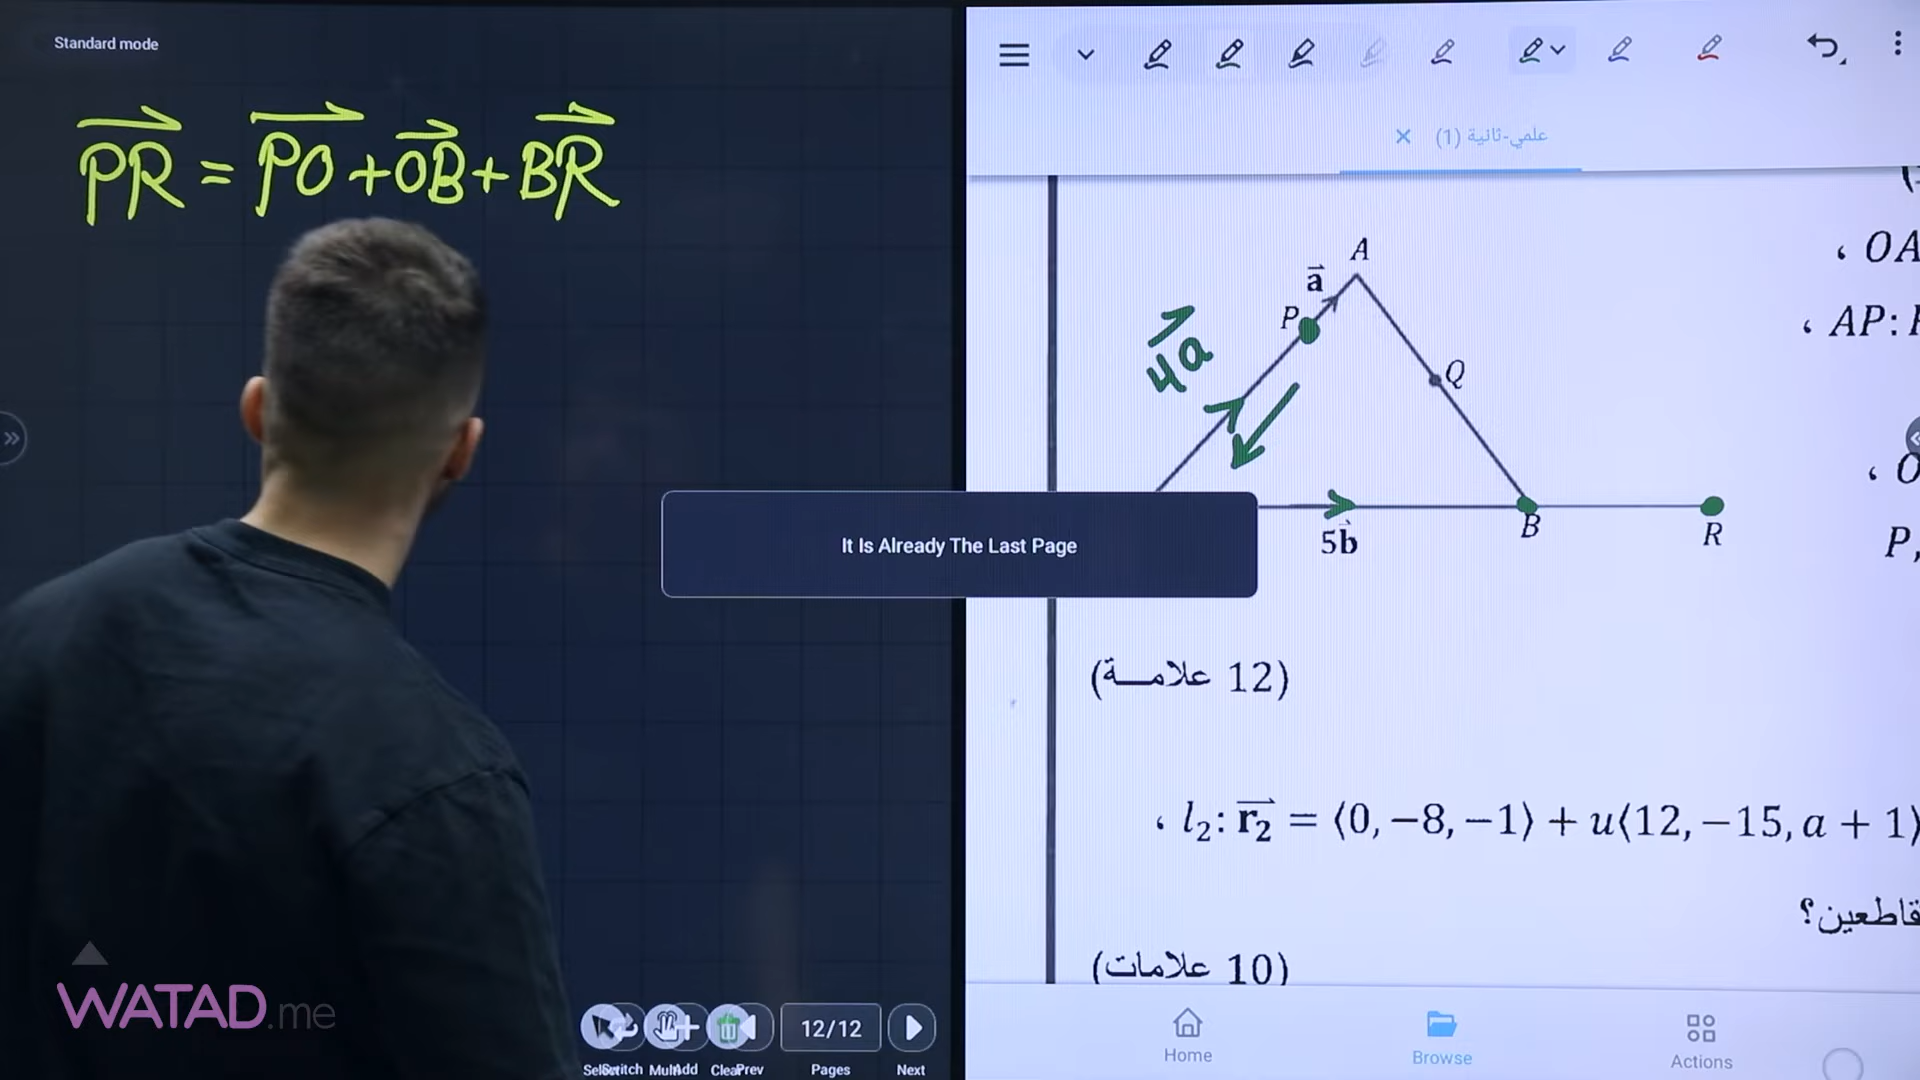 Standard mode
PR = PO + OB + BR
علمي-ثانية (1)
A
a
P
4a
Q
5b
B
R
، OA
، AP:
، O
P,
It Is Already The Last Page
(12 علامـــة)
، l₂: r₂ = ⟨0, −8, −1⟩ + u⟨12, −15, a + 1⟩
قاطعين؟
(10 علامات)
WATAD.me
12/12
Pages
Next
Home
Browse
Actions